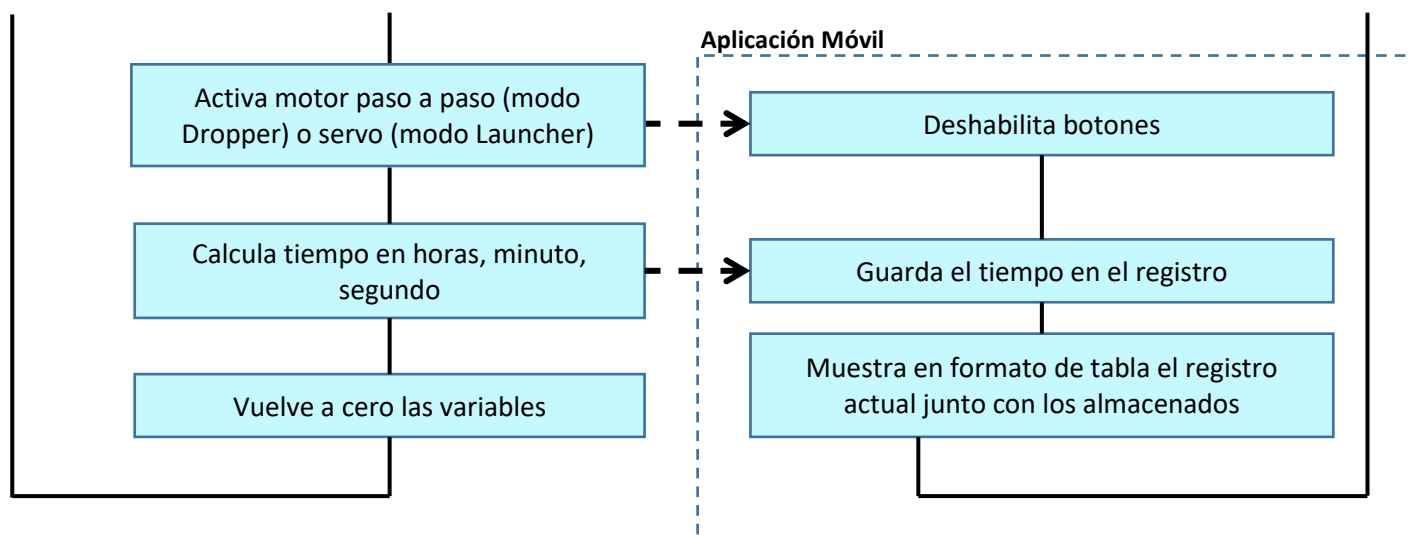 Aplicación Móvil
Activa motor paso a paso (modo
Dropper) o servo (modo Launcher)
Deshabilita botones
Calcula tiempo en horas, minuto,
segundo
Guarda el tiempo en el registro
Vuelve a cero las variables
Muestra en formato de tabla el registro
actual junto con los almacenados